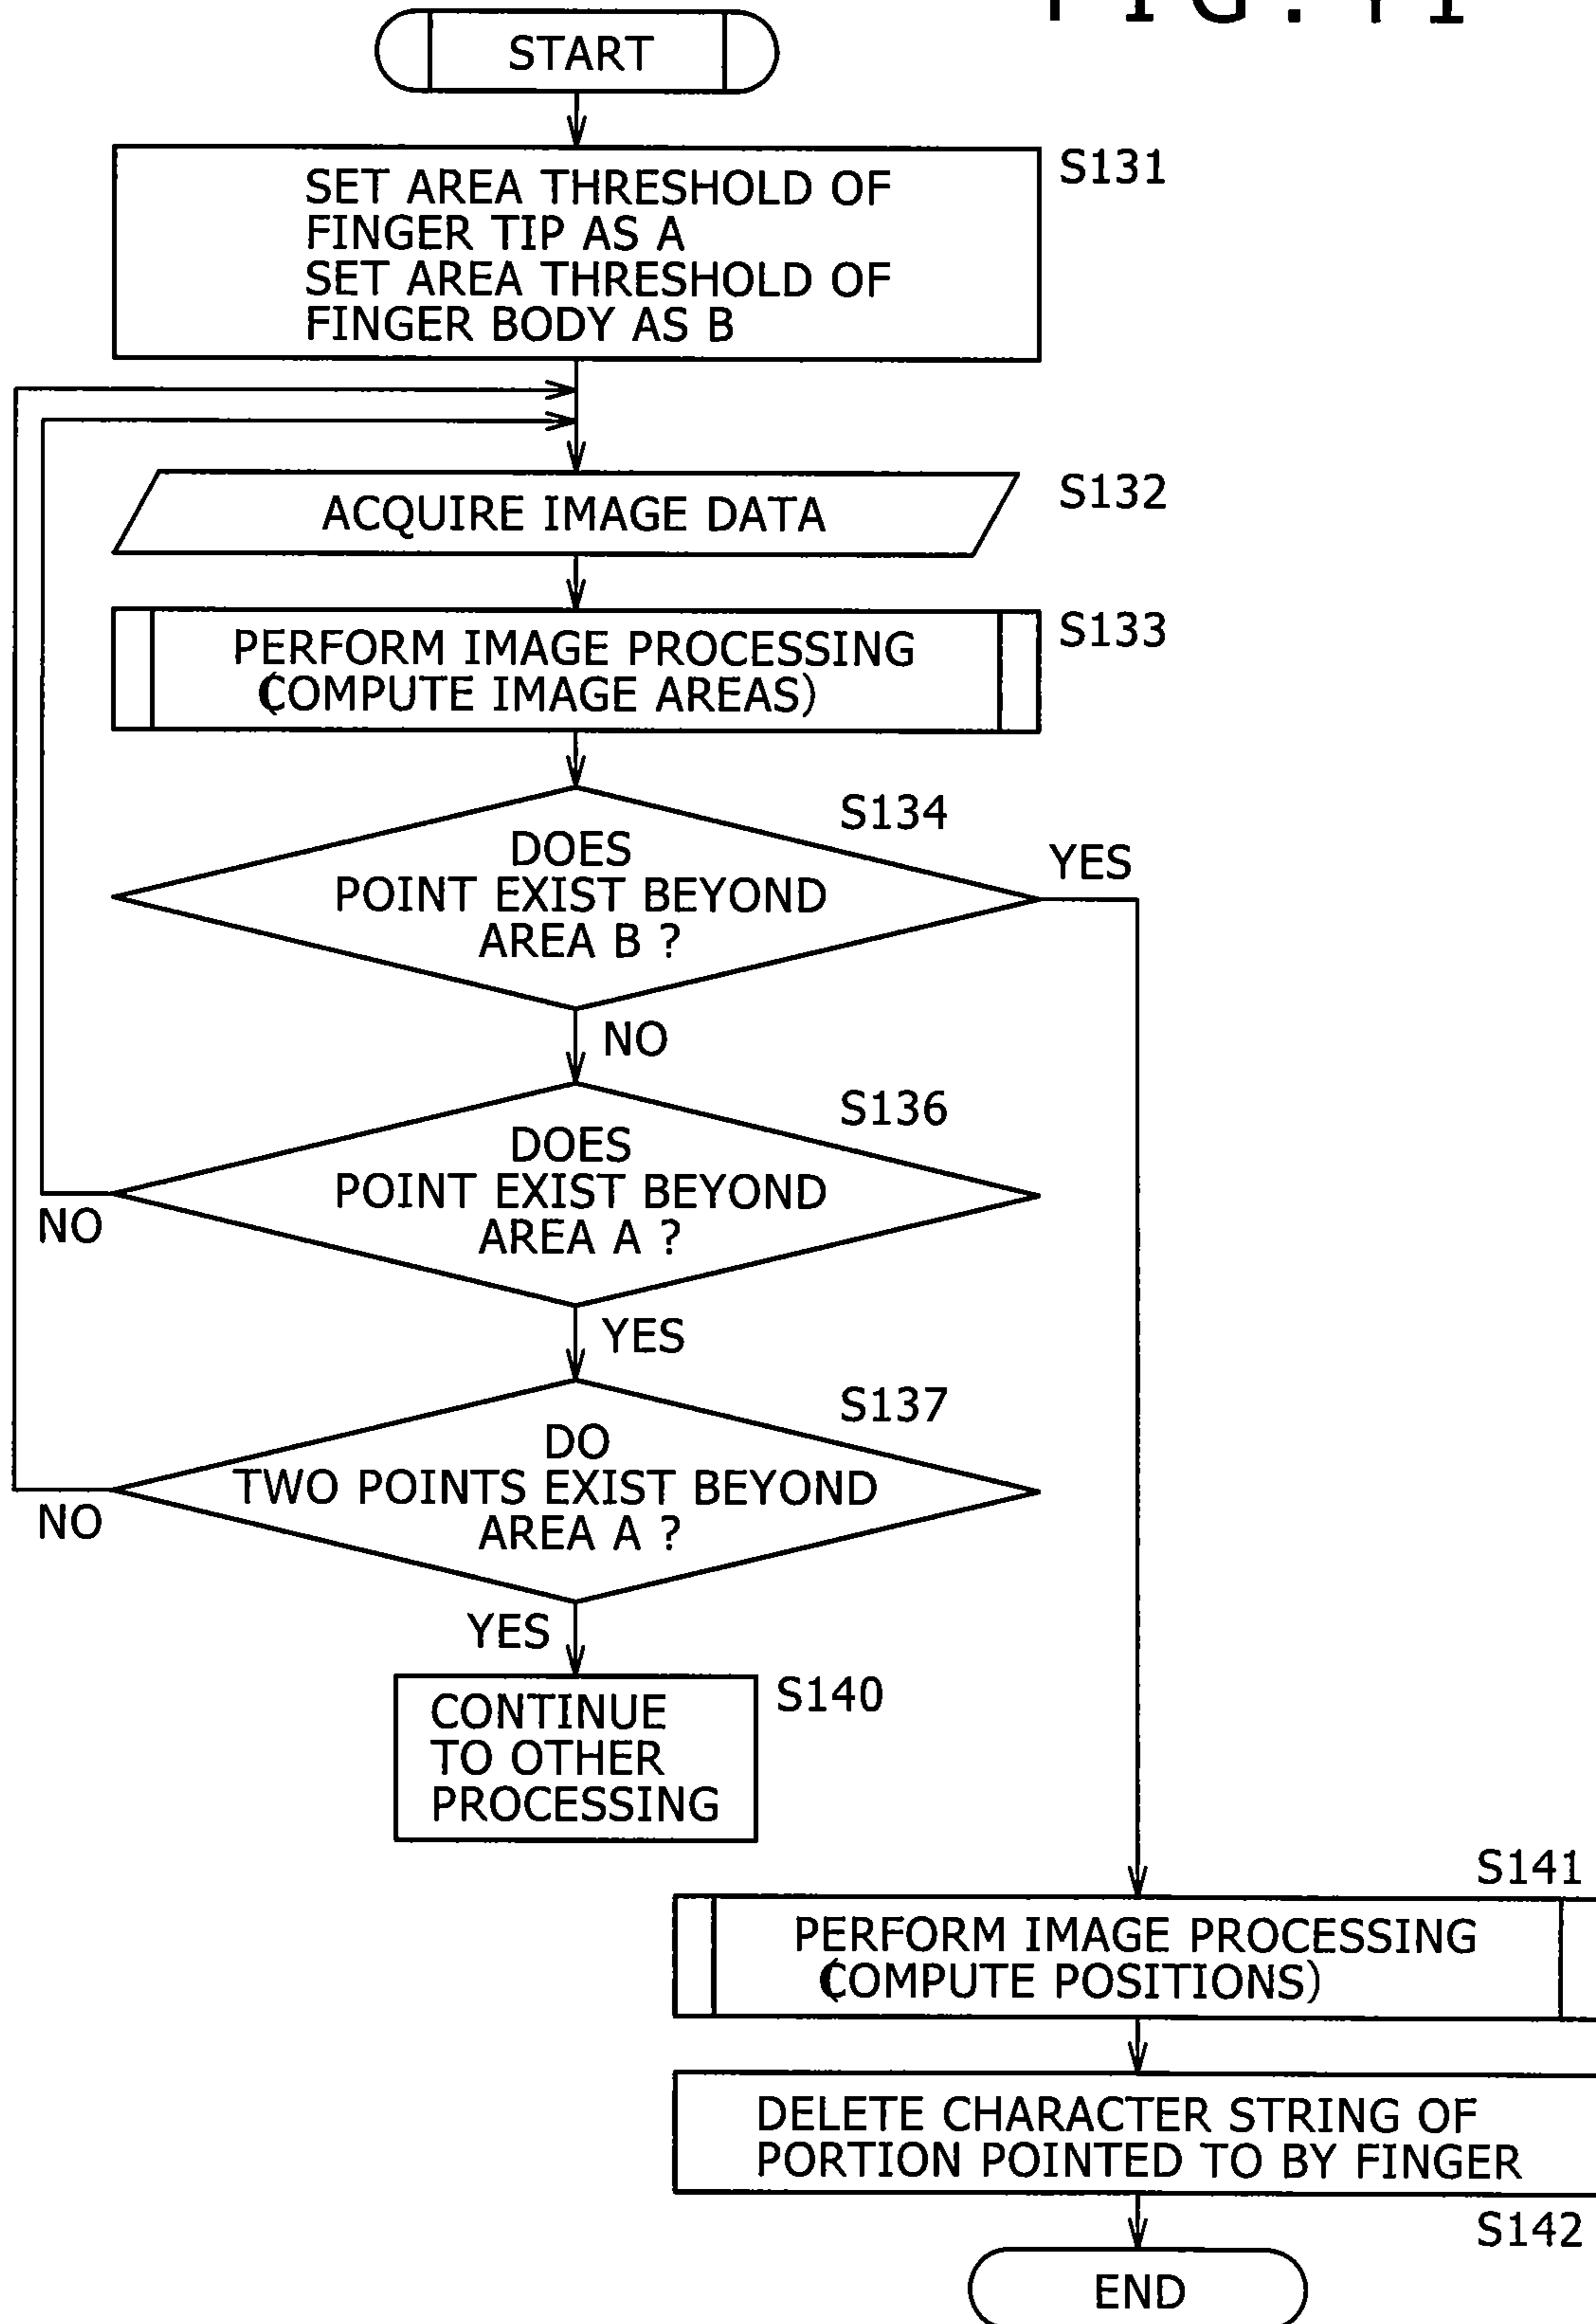 FIG.41
START
S131
SET AREA THRESHOLD OF
FINGER TIP AS A
SET AREA THRESHOLD OF
FINGER BODY AS B
S132
ACQUIRE IMAGE DATA
S133
PERFORM IMAGE PROCESSING
(COMPUTE IMAGE AREAS)
S134
DOES
POINT EXIST BEYOND
AREA B ?
YES
NO
S136
DOES
POINT EXIST BEYOND
AREA A ?
NO
YES
S137
DO
TWO POINTS EXIST BEYOND
AREA A ?
NO
YES
S140
CONTINUE
TO OTHER
PROCESSING
S141
PERFORM IMAGE PROCESSING
(COMPUTE POSITIONS)
DELETE CHARACTER STRING OF
PORTION POINTED TO BY FINGER
S142
END